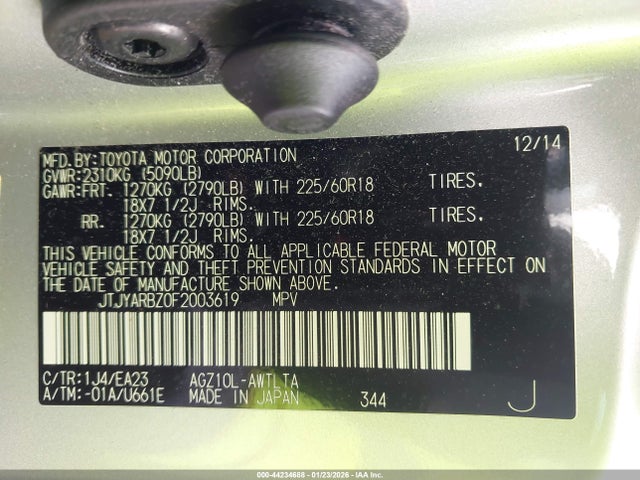 12/14
MFD.BY:TOYOTA MOTOR CORPORATION
GVWR:2310KG (5090LB)
GAWR:FRT. 1270KG (2790LB) WITH 225/60R18 TIRES.
18X7 1/2J RIMS.
RR. 1270KG (2790LB) WITH 225/60R18 TIRES.
18X7 1/2J RIMS.
THIS VEHICLE CONFORMS TO ALL APPLICABLE FEDERAL MOTOR
VEHICLE SAFETY AND THEFT PREVENTION STANDARDS IN EFFECT ON
THE DATE OF MANUFACTURE SHOWN ABOVE.
JTJYARBZ0F2003619 MPV
C/TR:1J4/EA23 AGZ10L-AWTLTA
A/TM:-01A/U661E MADE IN JAPAN 344 J
000-44234668 - 01/23/2026 - IAA Inc.